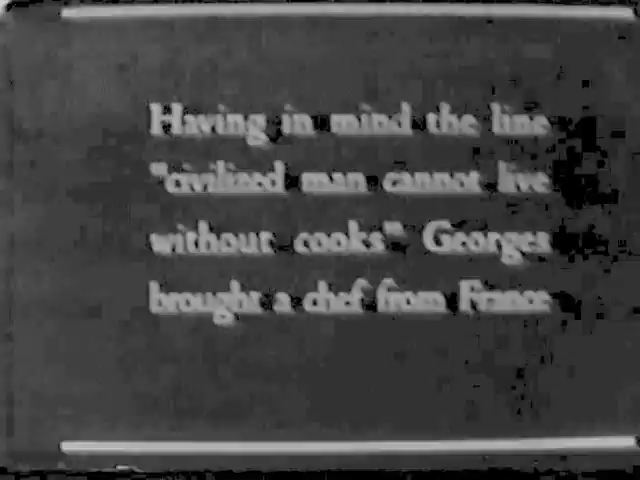 Having in mind the line
"civilized man cannot live
without cooks" Georges
brought a chef from France